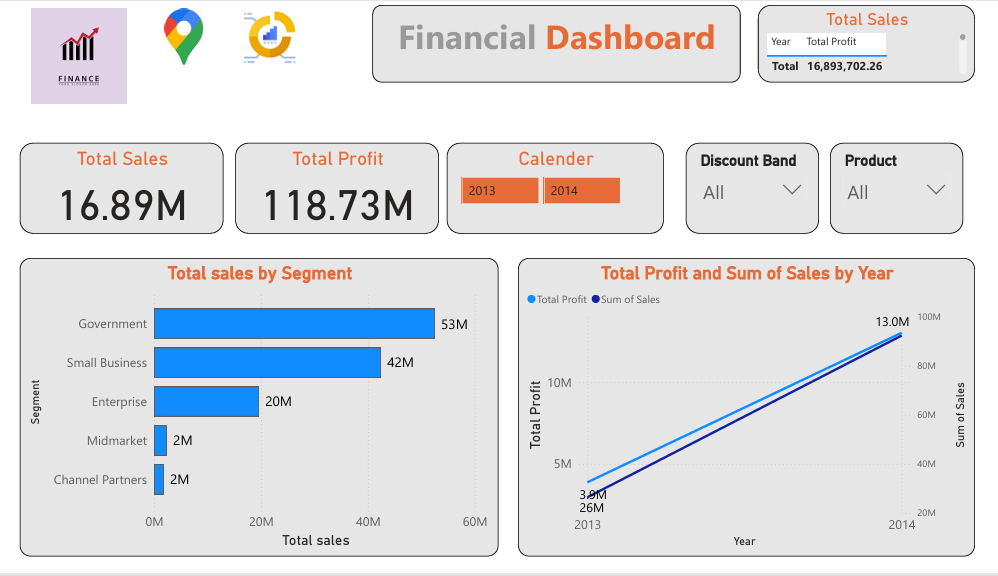 FINANCE
Financial Dashboard
Total Sales
Year Total Profit
Total 16,893,702.26
Total Sales
16.89M
Total Profit
118.73M
Calender
2013 2014
Discount Band
All
Product
All
Total sales by Segment
Segment
Government 53M
Small Business 42M
Enterprise 20M
Midmarket 2M
Channel Partners 2M
0M 20M 40M 60M
Total sales
Total Profit and Sum of Sales by Year
Total Profit Sum of Sales
Total Profit
10M
5M
13.0M
3.9M
26M
100M
80M
60M
40M
20M
Sum of Sales
2013 2014
Year